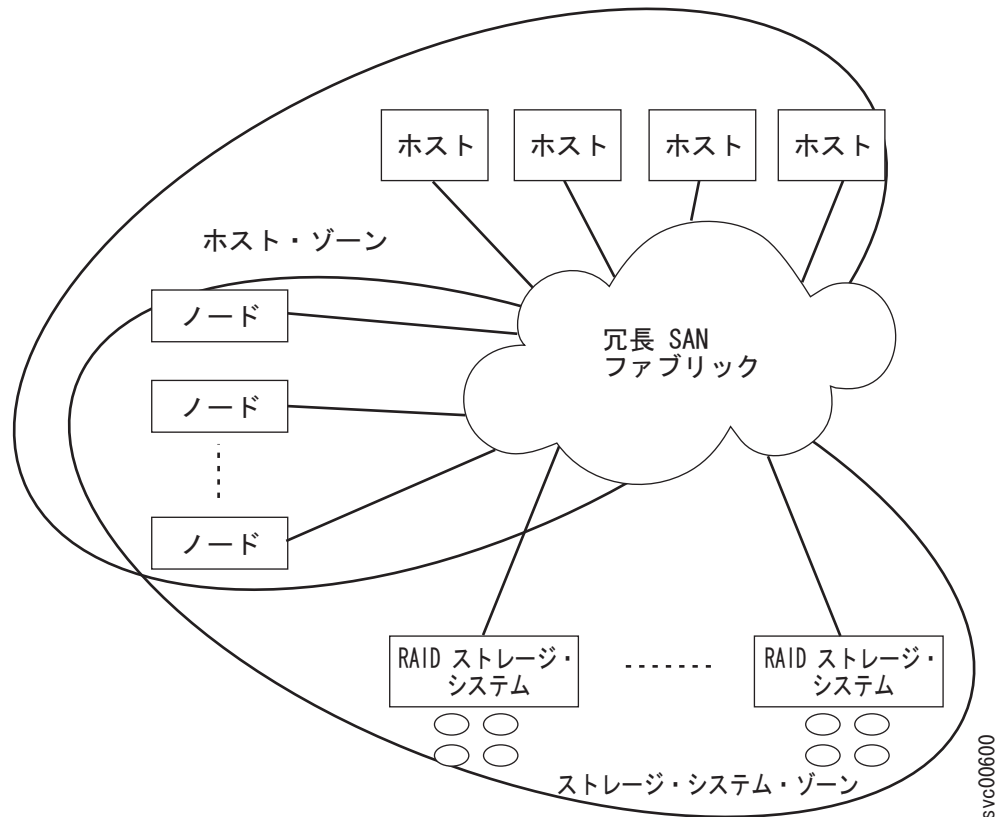 ホスト
ホスト
ホスト
ホスト
ホスト・ゾーン
ノード
冗長 SAN
ファブリック
ノード
ノード
RAID ストレージ・
システム
RAID ストレージ・
システム
ストレージ・システム・ゾーン
svc00600